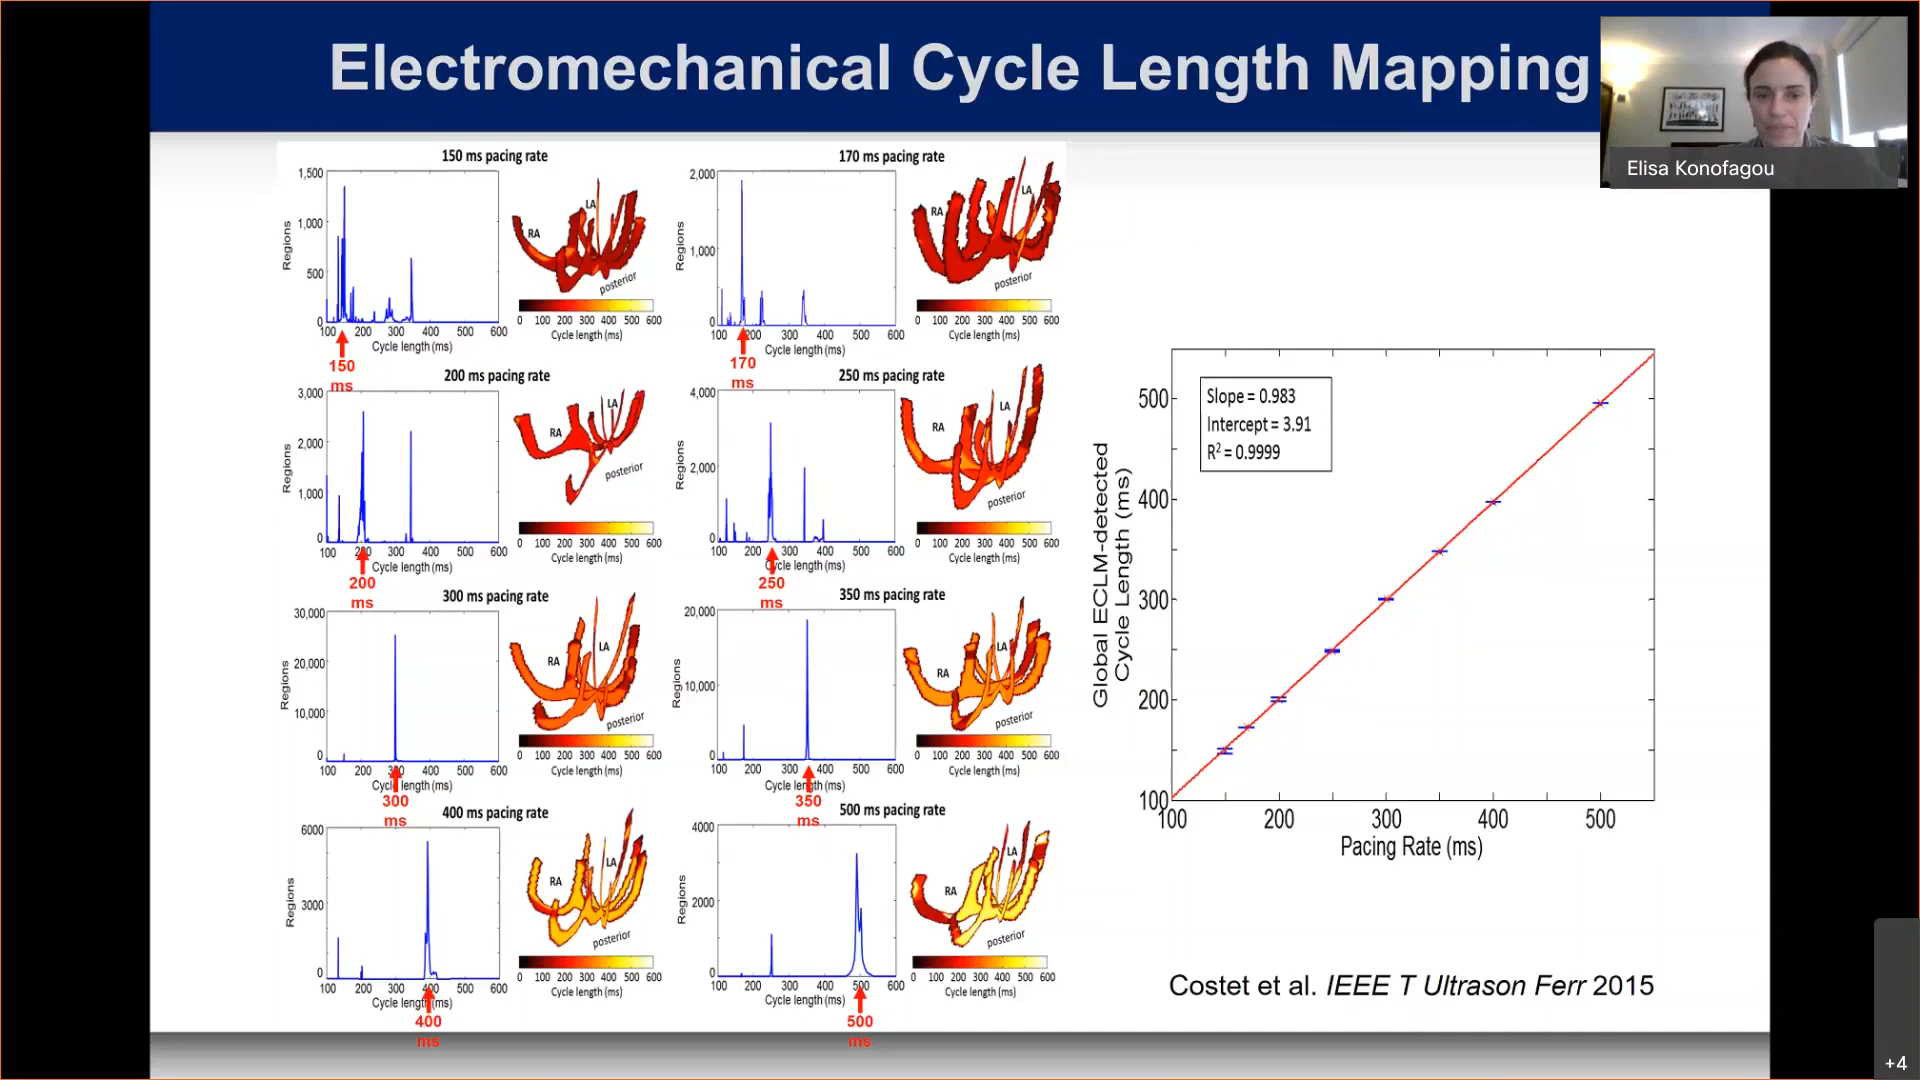 Electromechanical Cycle Length Mapping
Elisa Konofagou
150 ms pacing rate
1,500
1,000
500
0
Regions
100 200 300 400 500 600
Cycle length (ms)
150
ms
RA
LA
posterior
0 100 200 300 400 500 600
Cycle length (ms)
170 ms pacing rate
2,000
1,000
0
Regions
100 200 300 400 500 600
Cycle length (ms)
170
ms
RA
LA
posterior
0 100 200 300 400 500 600
Cycle length (ms)
200 ms pacing rate
3,000
2,000
1,000
0
Regions
100 200 300 400 500 600
Cycle length (ms)
200
ms
RA
LA
posterior
0 100 200 300 400 500 600
Cycle length (ms)
250 ms pacing rate
4,000
2,000
0
Regions
100 200 300 400 500 600
Cycle length (ms)
250
ms
RA
LA
posterior
0 100 200 300 400 500 600
Cycle length (ms)
300 ms pacing rate
30,000
20,000
10,000
0
Regions
100 200 300 400 500 600
Cycle length (ms)
300
ms
RA
LA
posterior
0 100 200 300 400 500 600
Cycle length (ms)
350 ms pacing rate
20,000
10,000
0
Regions
100 200 300 400 500 600
Cycle length (ms)
350
ms
RA
LA
posterior
0 100 200 300 400 500 600
Cycle length (ms)
400 ms pacing rate
6000
3000
0
Regions
100 200 300 400 500 600
Cycle length (ms)
400
ms
RA
LA
posterior
0 100 200 300 400 500 600
Cycle length (ms)
500 ms pacing rate
4000
2000
0
Regions
100 200 300 400 500 600
Cycle length (ms)
500
ms
RA
LA
posterior
0 100 200 300 400 500 600
Cycle length (ms)
Slope = 0.983
Intercept = 3.91
R² = 0.9999
Global ECLM-detected
Cycle Length (ms)
500
400
300
200
100
100 200 300 400 500
Pacing Rate (ms)
Costet et al. IEEE T Ultrason Ferr 2015
+4